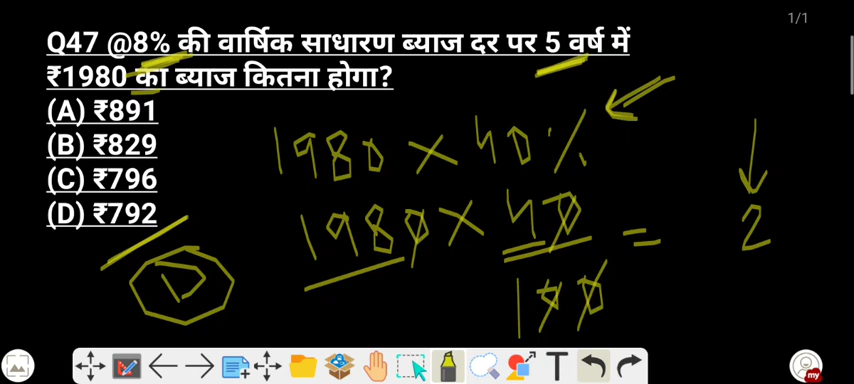 1/1
Q47 @8% की वार्षिक साधारण ब्याज दर पर 5 वर्ष में
₹1980 का ब्याज कितना होगा?
(A) ₹891
(B) ₹829
(C) ₹796
(D) ₹792
1980 × 40%
1980 × 40 = 2
100
D
T
my